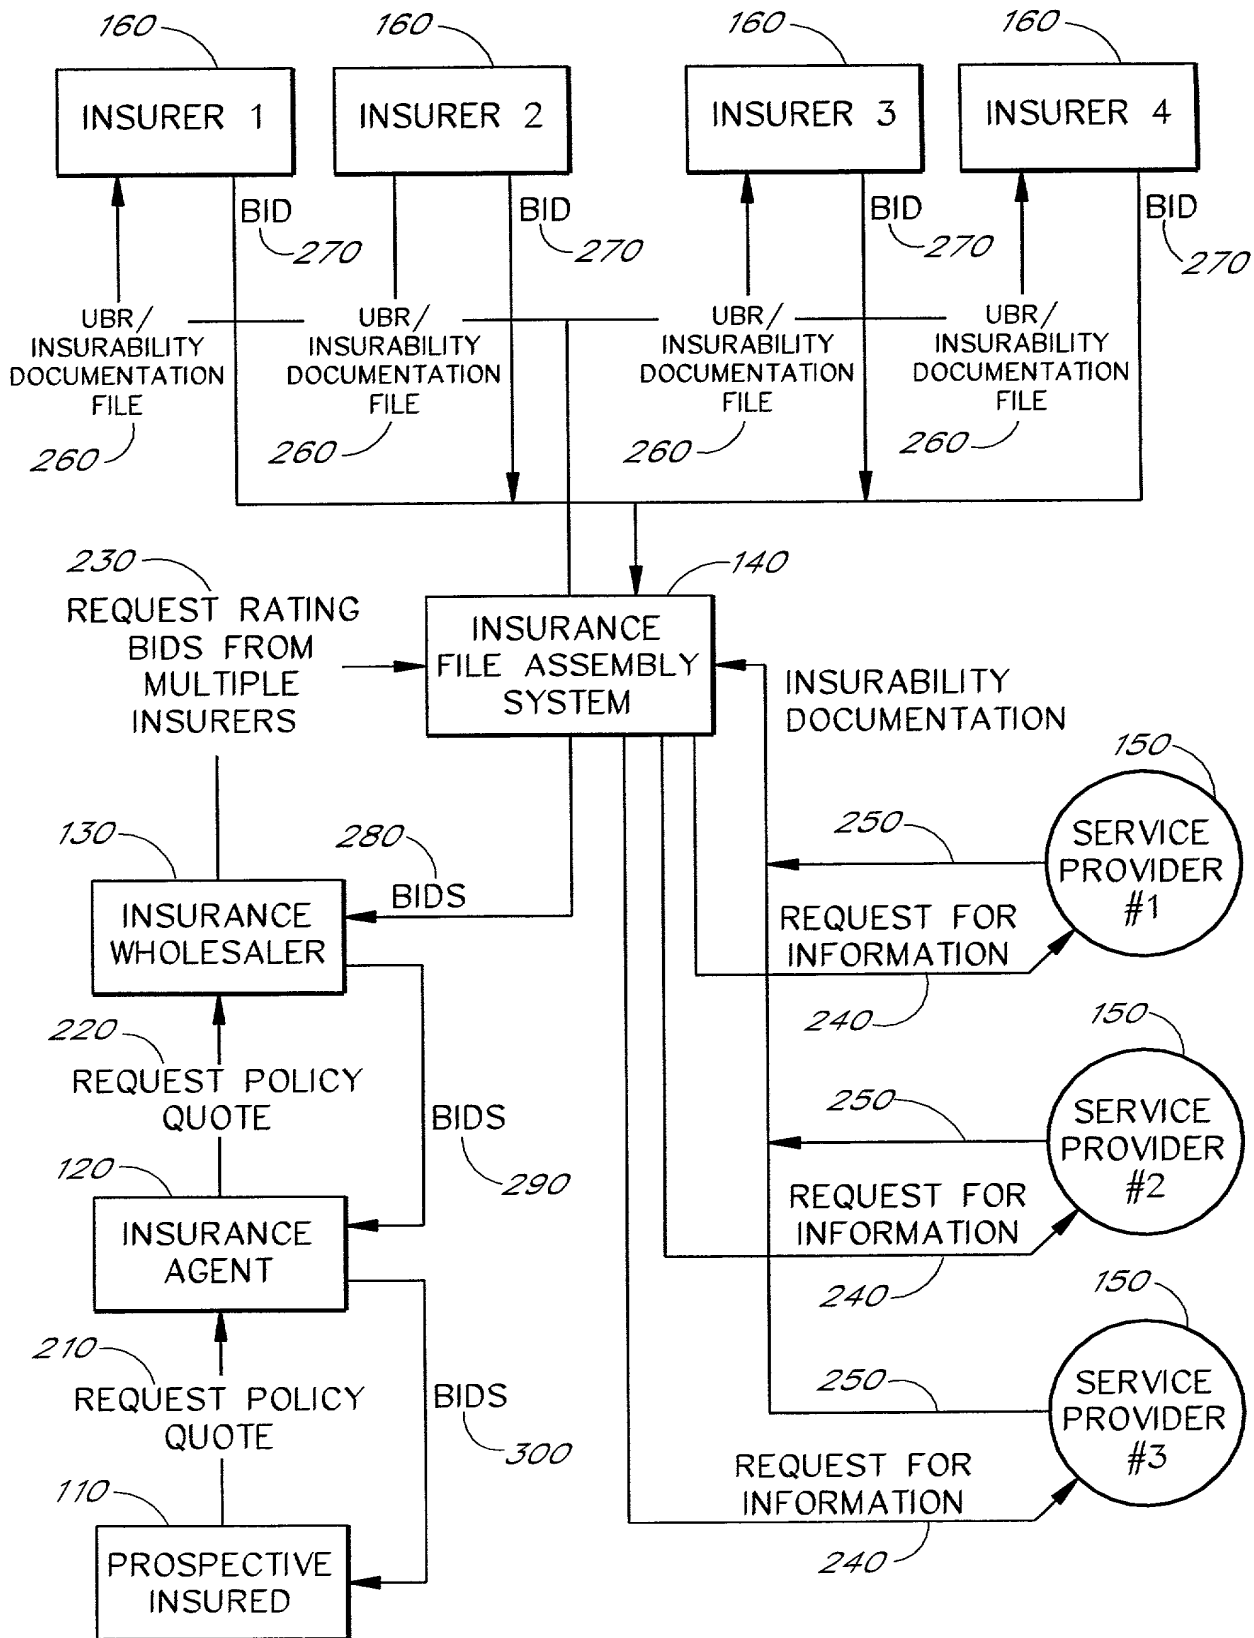 160 160 160 160
INSURER 1 INSURER 2 INSURER 3 INSURER 4
BID BID BID BID
270 270 270 270
UBR/ UBR/ UBR/ UBR/
INSURABILITY INSURABILITY INSURABILITY INSURABILITY
DOCUMENTATION DOCUMENTATION DOCUMENTATION DOCUMENTATION
FILE FILE FILE FILE
260 260 260 260
230
REQUEST RATING
BIDS FROM
MULTIPLE
INSURERS
140
INSURANCE
FILE ASSEMBLY
SYSTEM
INSURABILITY
DOCUMENTATION
150
250
SERVICE
PROVIDER
#1
REQUEST FOR
INFORMATION
240
130
280
BIDS
INSURANCE
WHOLESALER
220
REQUEST POLICY
QUOTE
BIDS
290
150
250
SERVICE
PROVIDER
#2
REQUEST FOR
INFORMATION
240
120
INSURANCE
AGENT
210
REQUEST POLICY
QUOTE
BIDS
300
150
250
SERVICE
PROVIDER
#3
REQUEST FOR
INFORMATION
240
110
PROSPECTIVE
INSURED